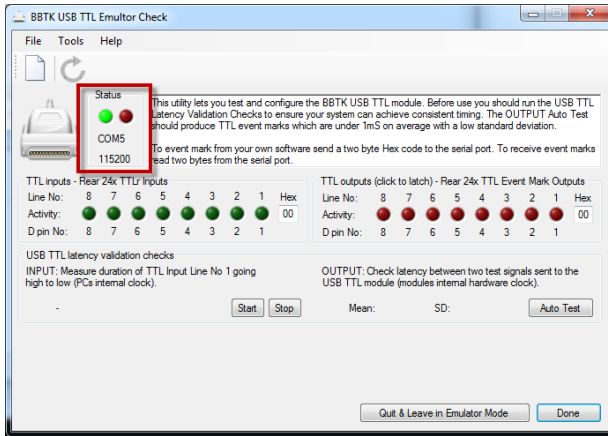 BBTK USB TTL Emultor Check
File Tools Help
Status
COM5
115200
This utility lets you test and configure the BBTK USB TTL module. Before use you should run the USB TTL
Latency Validation Checks to ensure your system can achieve consistent timing. The OUTPUT Auto Test
should produce TTL event marks which are under 1mS on average with a low standard deviation.
To event mark from your own software send a two byte Hex code to the serial port. To receive event marks
read two bytes from the serial port.
TTL inputs - Rear 24x TTLr Inputs
Line No: 8 7 6 5 4 3 2 1 Hex
Activity: 00
D pin No: 8 7 6 5 4 3 2 1
TTL outputs (click to latch) - Rear 24x TTL Event Mark Outputs
Line No: 8 7 6 5 4 3 2 1 Hex
Activity: 00
D pin No: 8 7 6 5 4 3 2 1
USB TTL latency validation checks
INPUT: Measure duration of TTL Input Line No 1 going
high to low (PCs internal clock).
- Start Stop
OUTPUT: Check latency between two test signals sent to the
USB TTL module (modules internal hardware clock).
Mean: SD: Auto Test
Quit & Leave in Emulator Mode Done